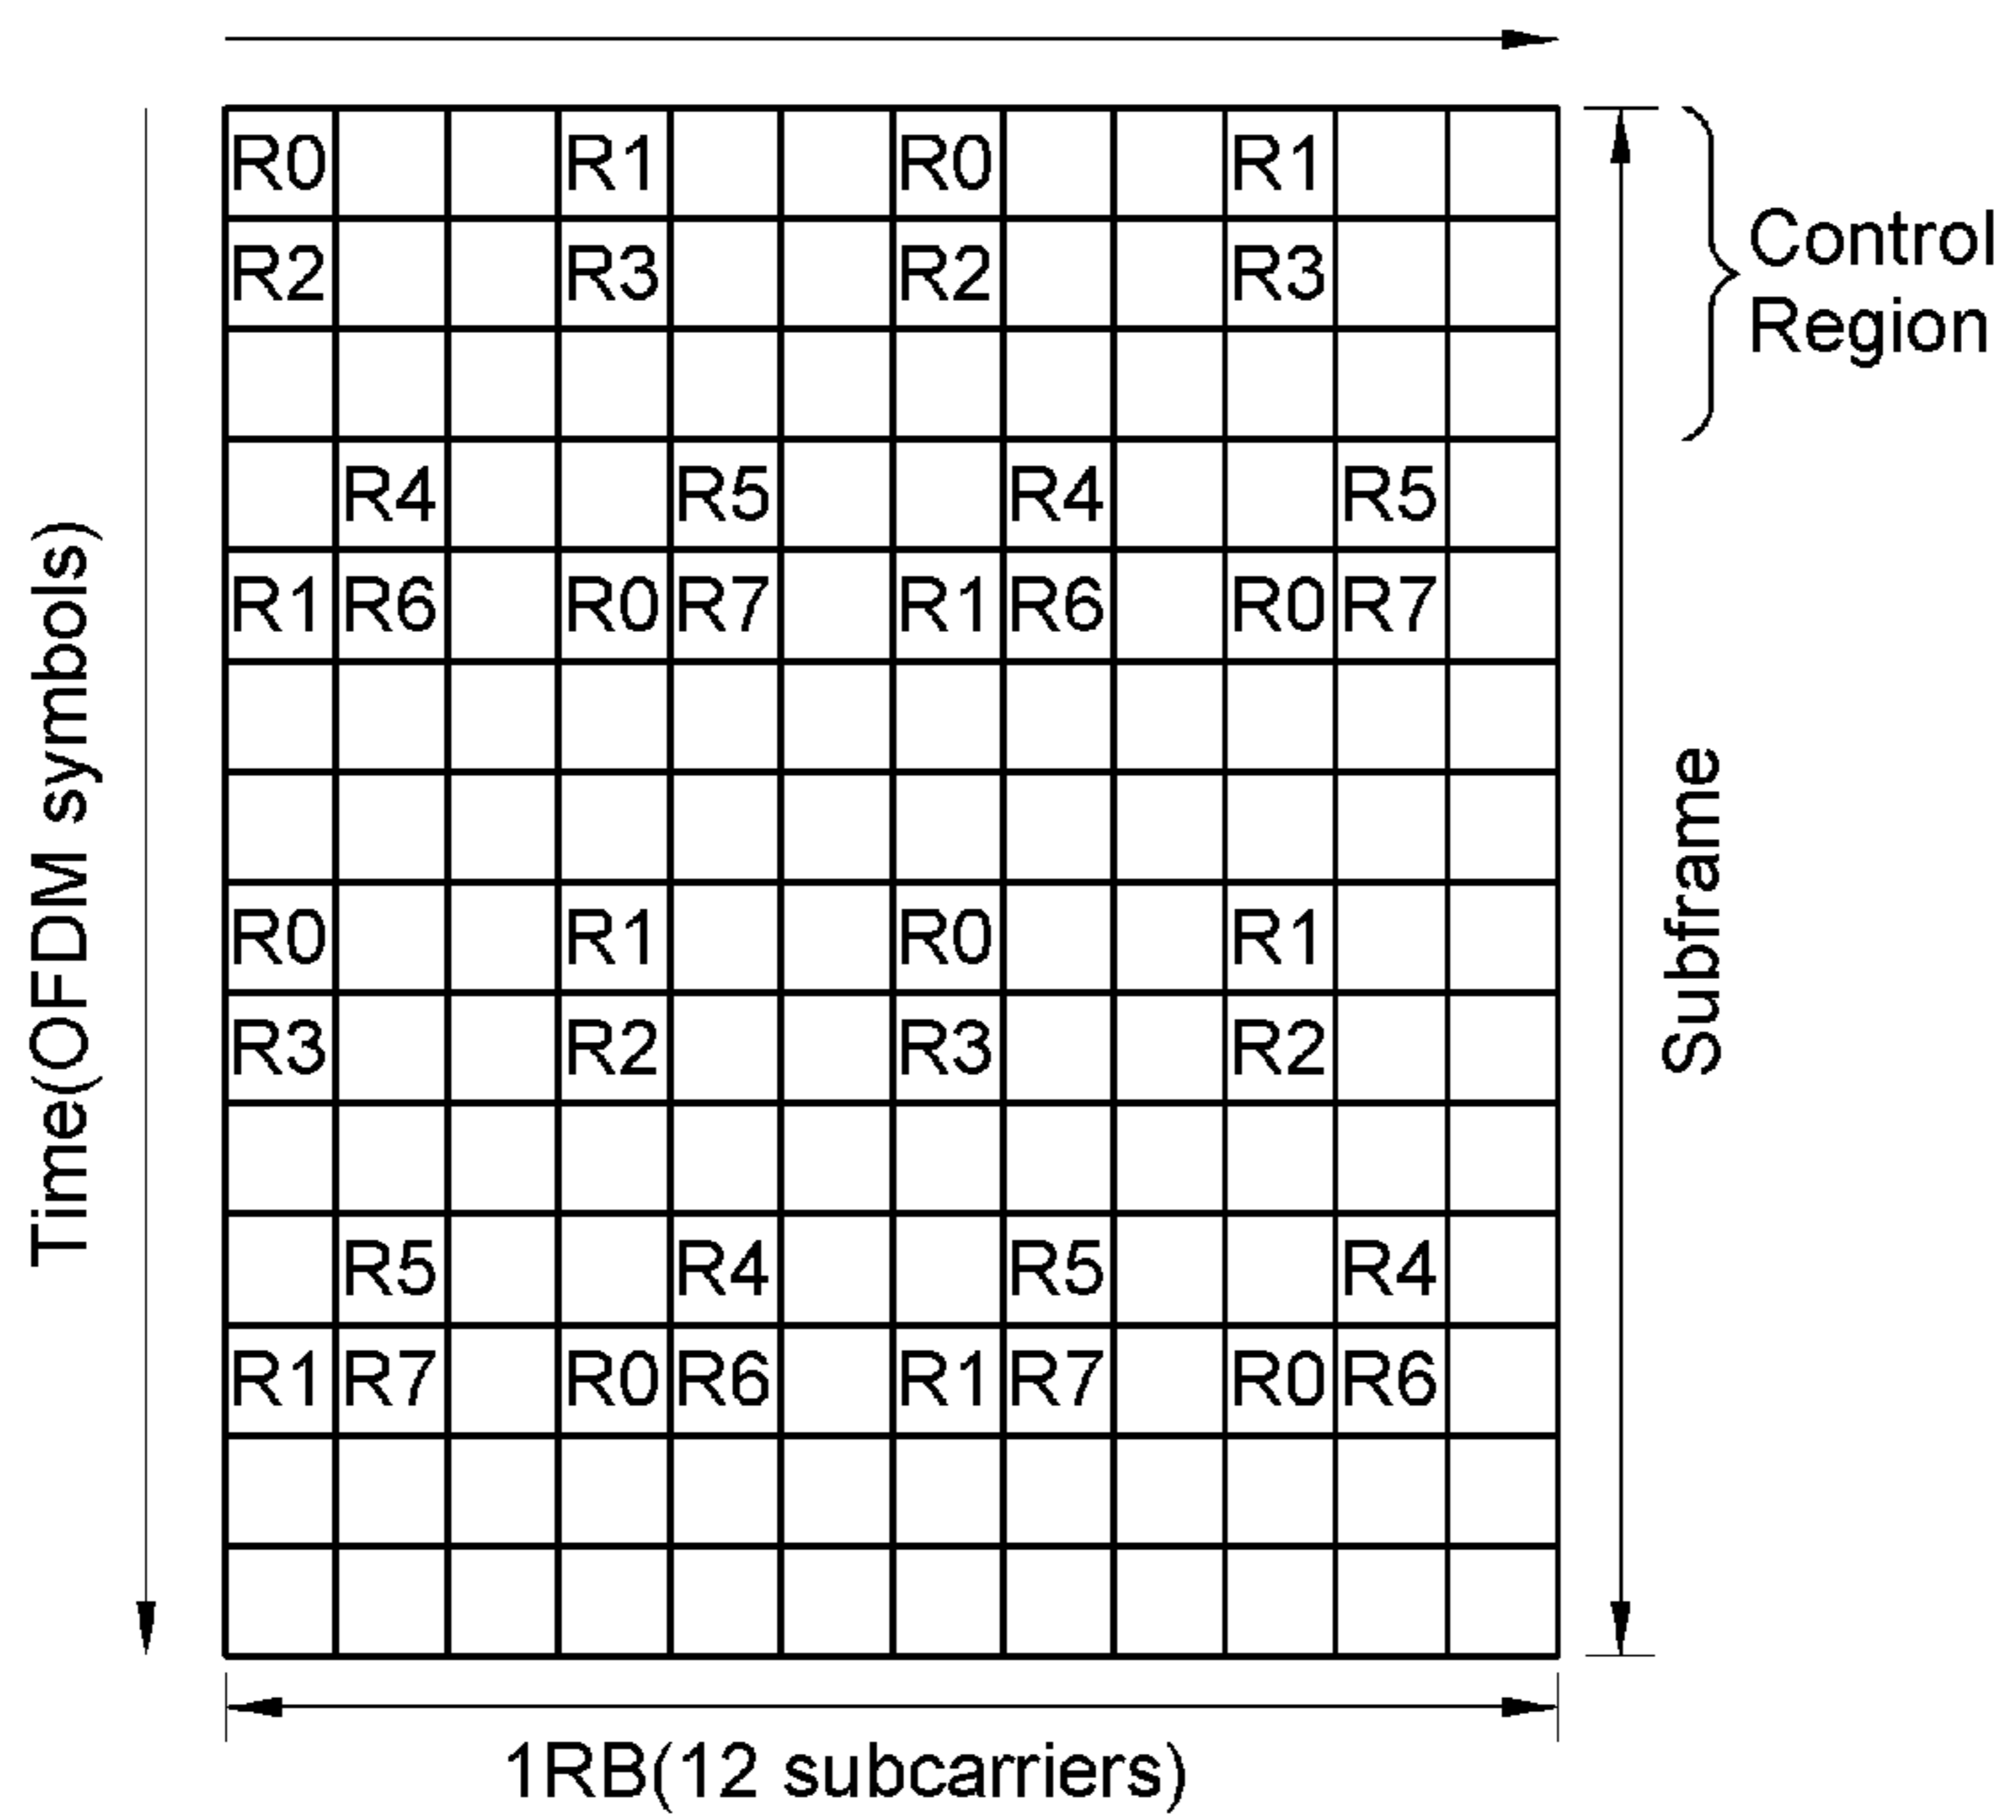 R0 R1 R0 R1
R2 R3 R2 R3
Control
Region
R4 R5 R4 R5
R1 R6 R0 R7 R1 R6 R0 R7
Time(OFDM symbols)
Subframe
R0 R1 R0 R1
R3 R2 R3 R2
R5 R4 R5 R4
R1 R7 R0 R6 R1 R7 R0 R6
1RB(12 subcarriers)